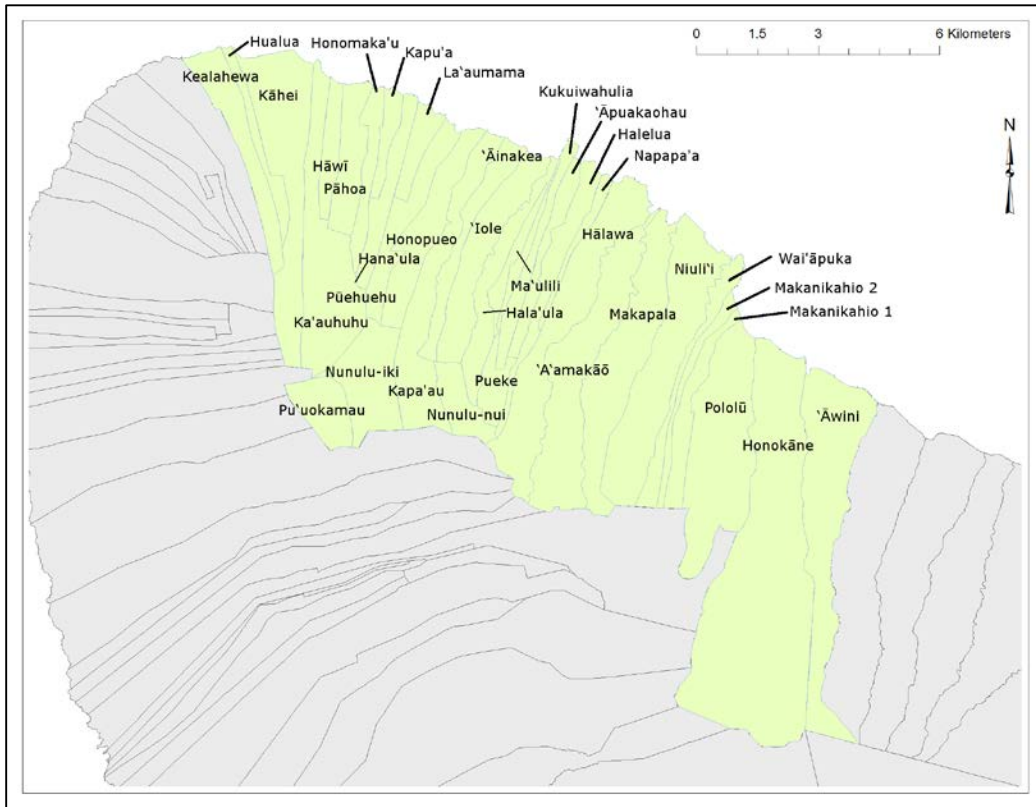 0 1.5 3 6 Kilometers
N
Hualua
Honomaka'u
Kapu'a
La'aumama
Kealahewa
Kāhei
Kukuiwahulia
'Āpuakaohau
Halelua
Napapa'a
Hāwī
Pāhoa
'Āinakea
Honopueo
'Iole
Hālawa
Hana'ula
Niuli'i
Wai'āpuka
Pūehuehu
Ma'ulili
Makanikahio 2
Ka'auhuhu
Hala'ula
Makapala
Makanikahio 1
Nunulu-iki
Kapa'au
Pueke
'A'amakāō
Pu'uokamau
Nunulu-nui
Pololū
Honokāne
'Āwini